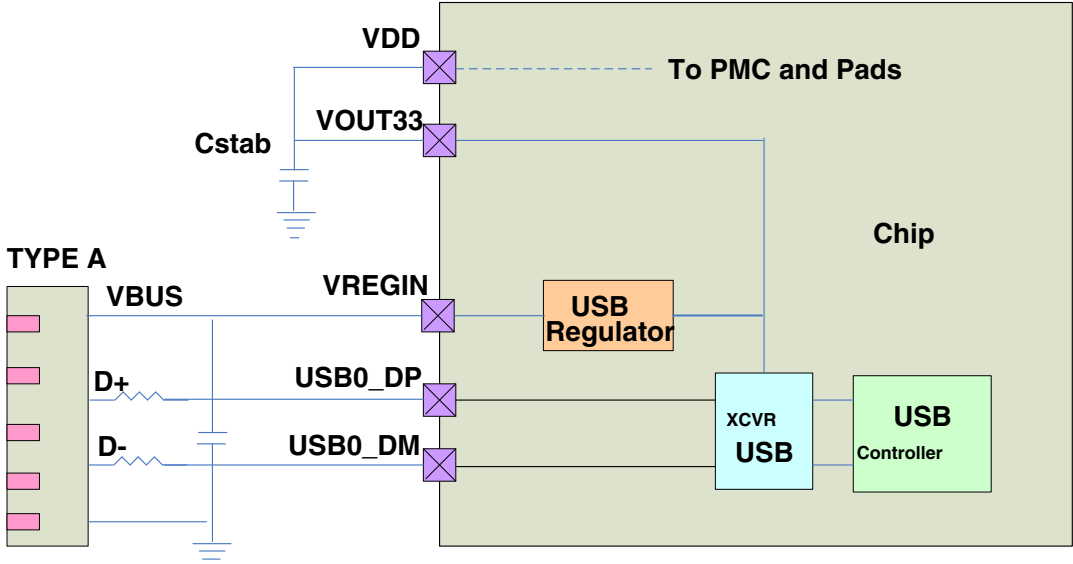 VDD
To PMC and Pads
VOUT33
Cstab
Chip
TYPE A
VBUS
VREGIN
USB
Regulator
D+
USB0_DP
XCVR
USB
USB
Controller
D-
USB0_DM